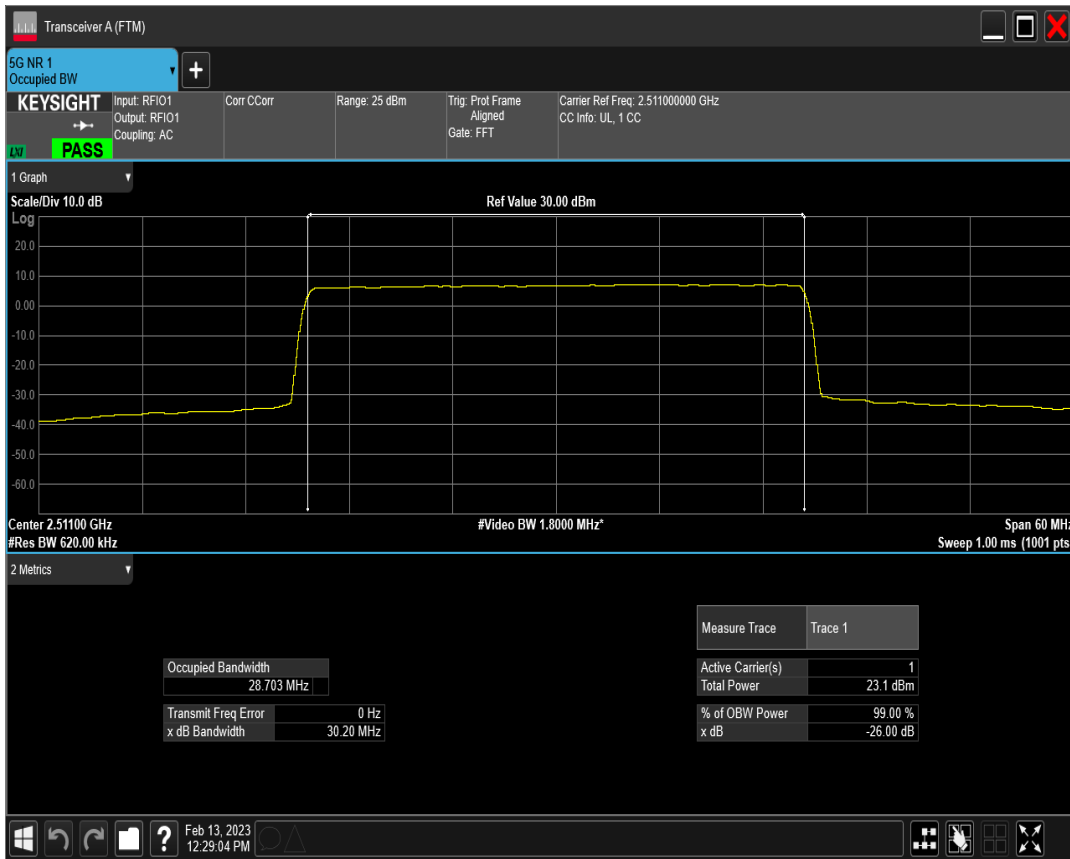 Transceiver A (FTM)
5G NR 1
Occupied BW
+
KEYSIGHT
LXI
PASS
Input: RFIO1
Output: RFIO1
Coupling: AC
Corr CCorr
Range: 25 dBm
Trig: Prot Frame
Aligned
Gate: FFT
Carrier Ref Freq: 2.511000000 GHz
CC Info: UL, 1 CC
1 Graph
Scale/Div 10.0 dB
Ref Value 30.00 dBm
Log
20.0
10.0
0.00
-10.0
-20.0
-30.0
-40.0
-50.0
-60.0
Center 2.51100 GHz
#Video BW 1.8000 MHz*
Span 60 MHz
#Res BW 620.00 kHz
Sweep 1.00 ms (1001 pts
2 Metrics
Measure Trace Trace 1
Occupied Bandwidth
28.703 MHz
Active Carrier(s) 1
Total Power 23.1 dBm
Transmit Freq Error 0 Hz
x dB Bandwidth 30.20 MHz
% of OBW Power 99.00 %
x dB -26.00 dB
?
Feb 13, 2023
12:29:04 PM